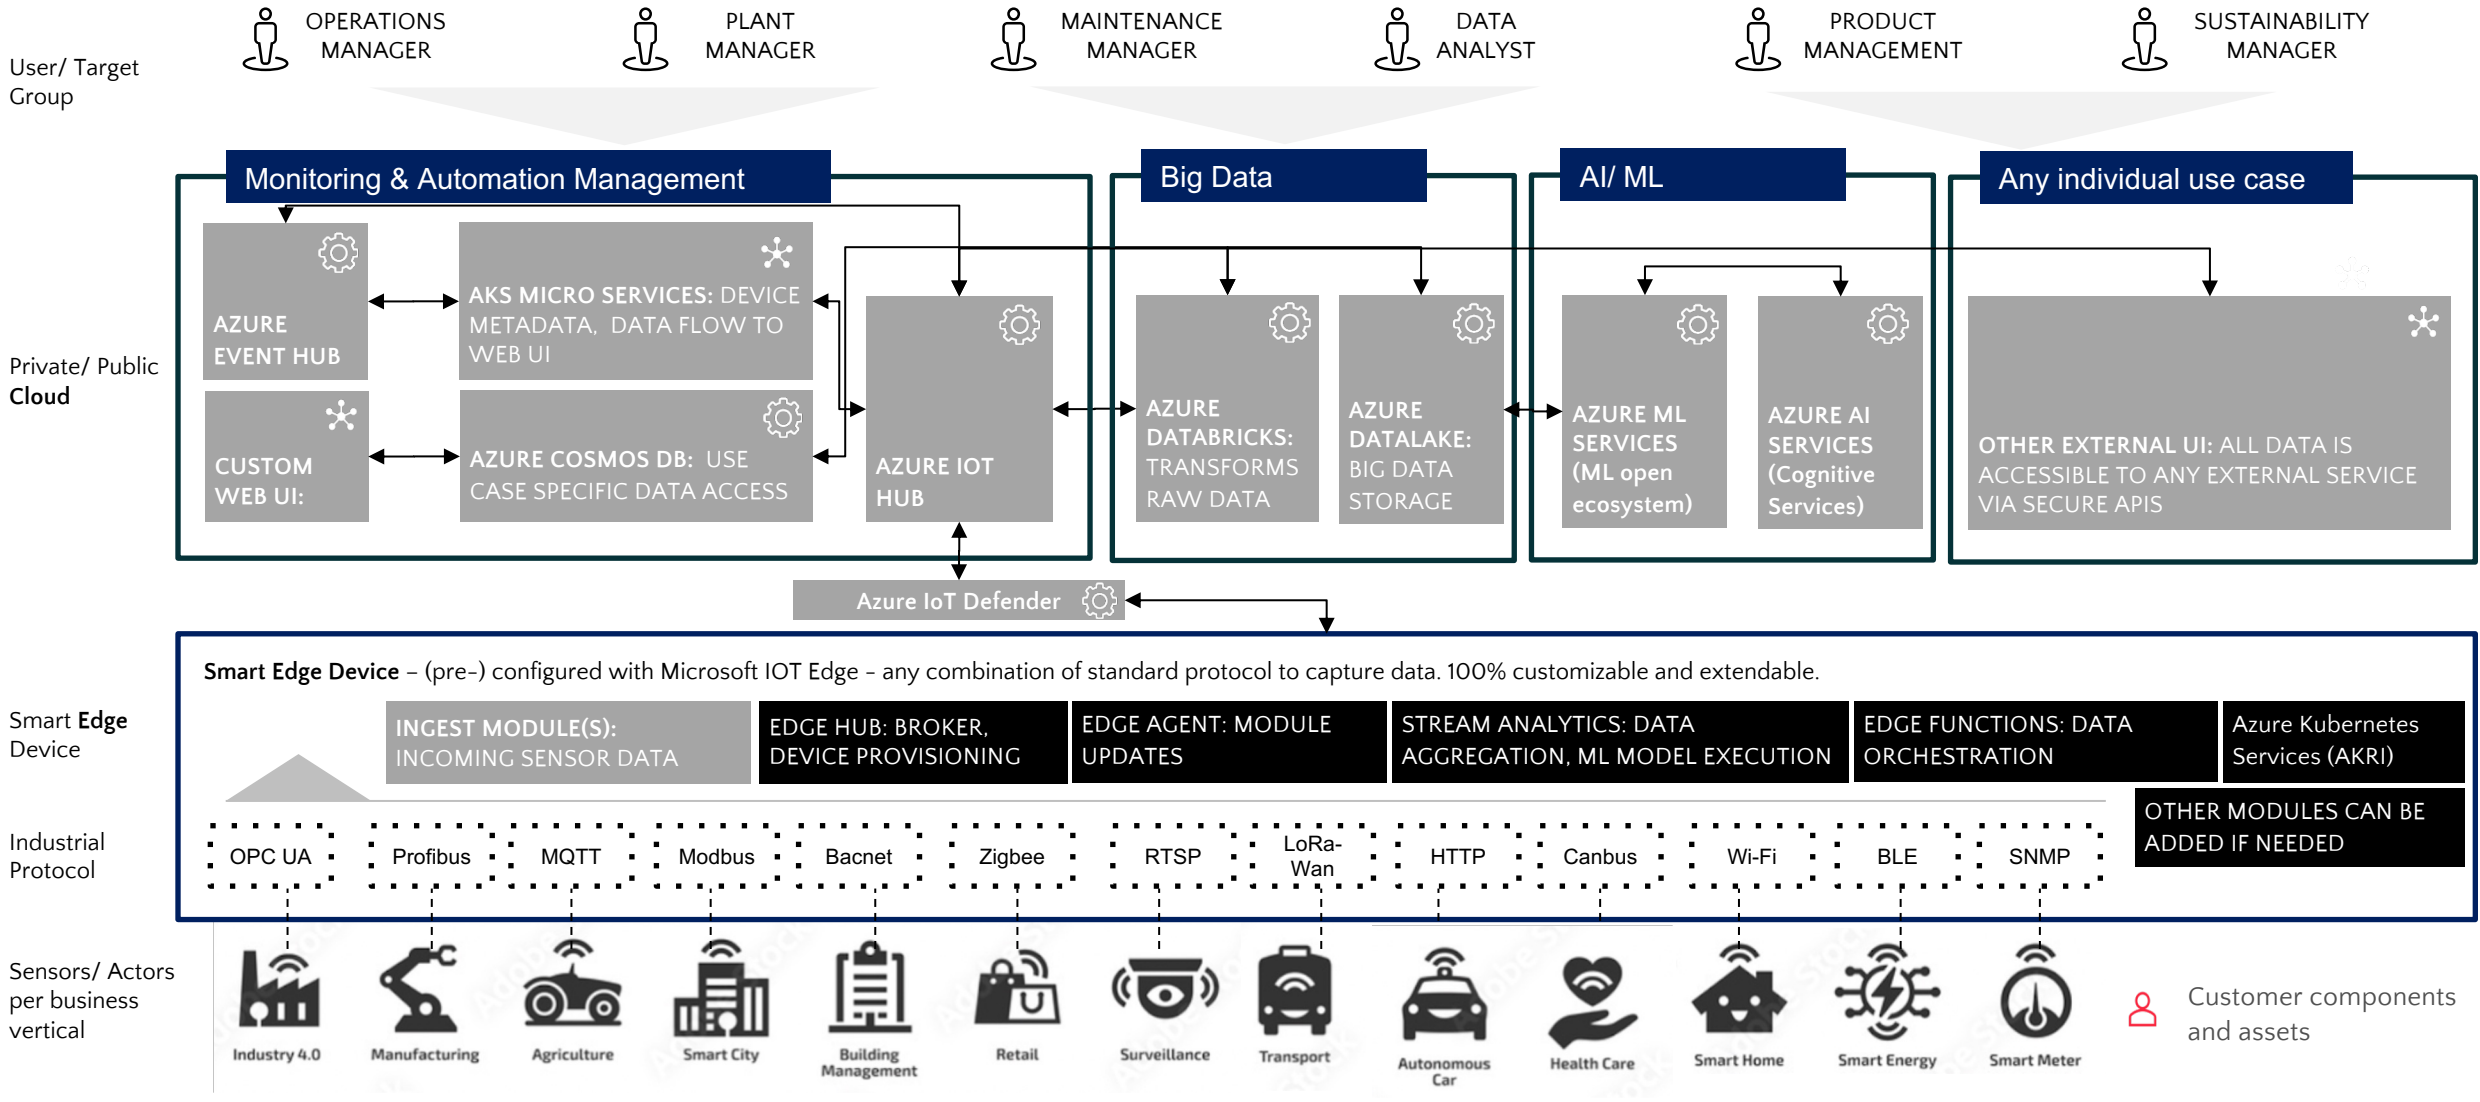 OPERATIONS
MANAGER
PLANT
MANAGER
MAINTENANCE
MANAGER
DATA
ANALYST
PRODUCT
MANAGEMENT
SUSTAINABILITY
MANAGER
User/ Target
Group
Monitoring & Automation Management
Big Data
AI/ ML
Any individual use case
Private/ Public
Cloud
AZURE
EVENT HUB
AKS MICRO SERVICES: DEVICE
METADATA, DATA FLOW TO
WEB UI
CUSTOM
WEB UI:
AZURE COSMOS DB: USE
CASE SPECIFIC DATA ACCESS
AZURE IOT
HUB
AZURE
DATABRICKS:
TRANSFORMS
RAW DATA
AZURE
DATALAKE:
BIG DATA
STORAGE
AZURE ML
SERVICES
(ML open
ecosystem)
AZURE AI
SERVICES
(Cognitive
Services)
OTHER EXTERNAL UI: ALL DATA IS
ACCESSIBLE TO ANY EXTERNAL SERVICE
VIA SECURE APIS
Azure IoT Defender
Smart Edge Device – (pre-) configured with Microsoft IOT Edge - any combination of standard protocol to capture data. 100% customizable and extendable.
Smart Edge
Device
INGEST MODULE(S):
INCOMING SENSOR DATA
EDGE HUB: BROKER,
DEVICE PROVISIONING
EDGE AGENT: MODULE
UPDATES
STREAM ANALYTICS: DATA
AGGREGATION, ML MODEL EXECUTION
EDGE FUNCTIONS: DATA
ORCHESTRATION
Azure Kubernetes
Services (AKRI)
OTHER MODULES CAN BE
ADDED IF NEEDED
Industrial
Protocol
OPC UA
Profibus
MQTT
Modbus
Bacnet
Zigbee
RTSP
LoRa-
Wan
HTTP
Canbus
Wi-Fi
BLE
SNMP
Sensors/ Actors
per business
vertical
Industry 4.0
Manufacturing
Agriculture
Smart City
Building
Management
Retail
Surveillance
Transport
Autonomous
Car
Health Care
Smart Home
Smart Energy
Smart Meter
Customer components
and assets